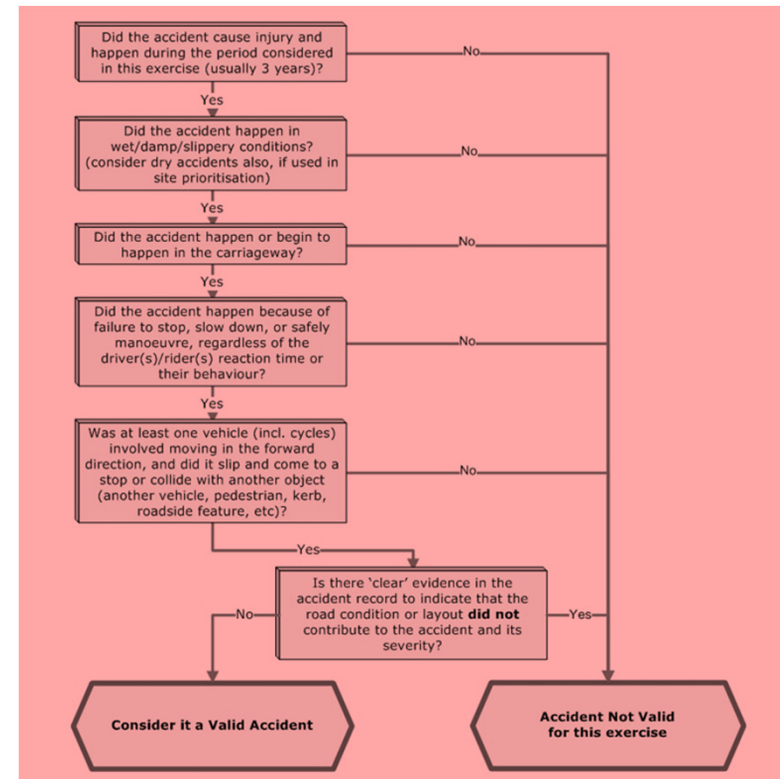 Did the accident cause injury and
happen during the period considered
in this exercise (usually 3 years)?
No
Yes
Did the accident happen in
wet/damp/slippery conditions?
(consider dry accidents also, if used in
site prioritisation)
No
Yes
Did the accident happen or begin to
happen in the carriageway?
No
Yes
Did the accident happen because of
failure to stop, slow down, or safely
manoeuvre, regardless of the
driver(s)/rider(s) reaction time or
their behaviour?
No
Yes
Was at least one vehicle (incl. cycles)
involved moving in the forward
direction, and did it slip and come to a
stop or collide with another object
(another vehicle, pedestrian, kerb,
roadside feature, etc)?
No
Yes
Is there ‘clear’ evidence in the
accident record to indicate that the
road condition or layout did not
contribute to the accident and its
severity?
No
Yes
Consider it a Valid Accident
Accident Not Valid
for this exercise